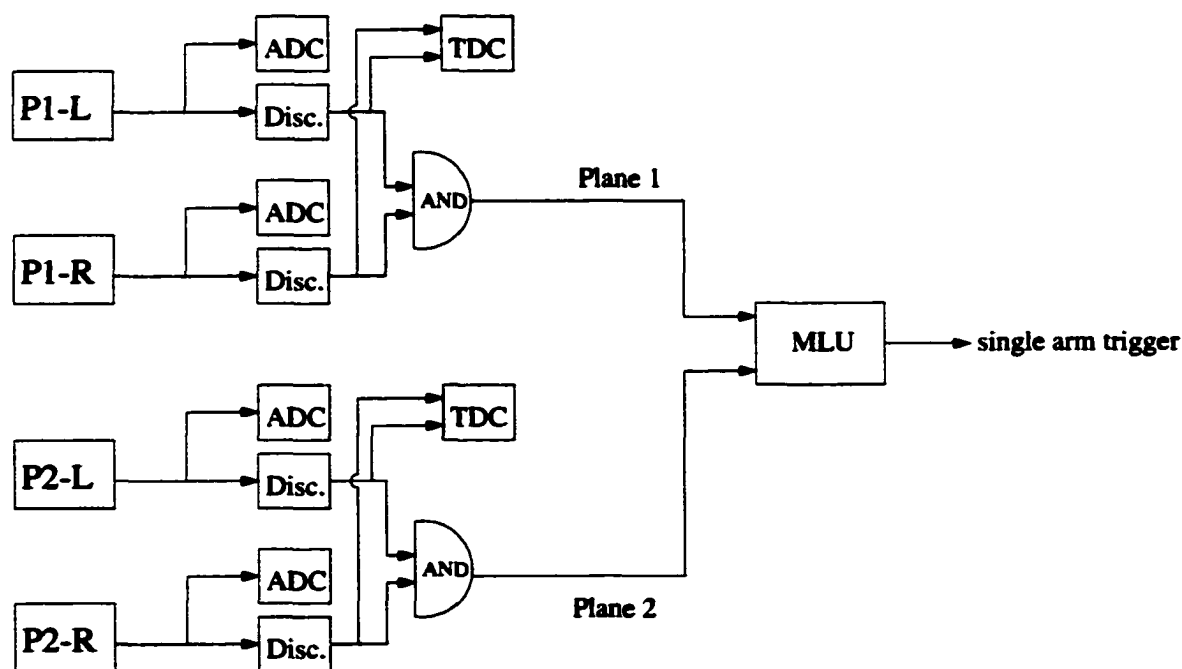 ADC
TDC
P1-L
Disc.
Plane 1
AND
ADC
P1-R
Disc.
MLU
single arm trigger
ADC
TDC
P2-L
Disc.
AND
ADC
Plane 2
P2-R
Disc.